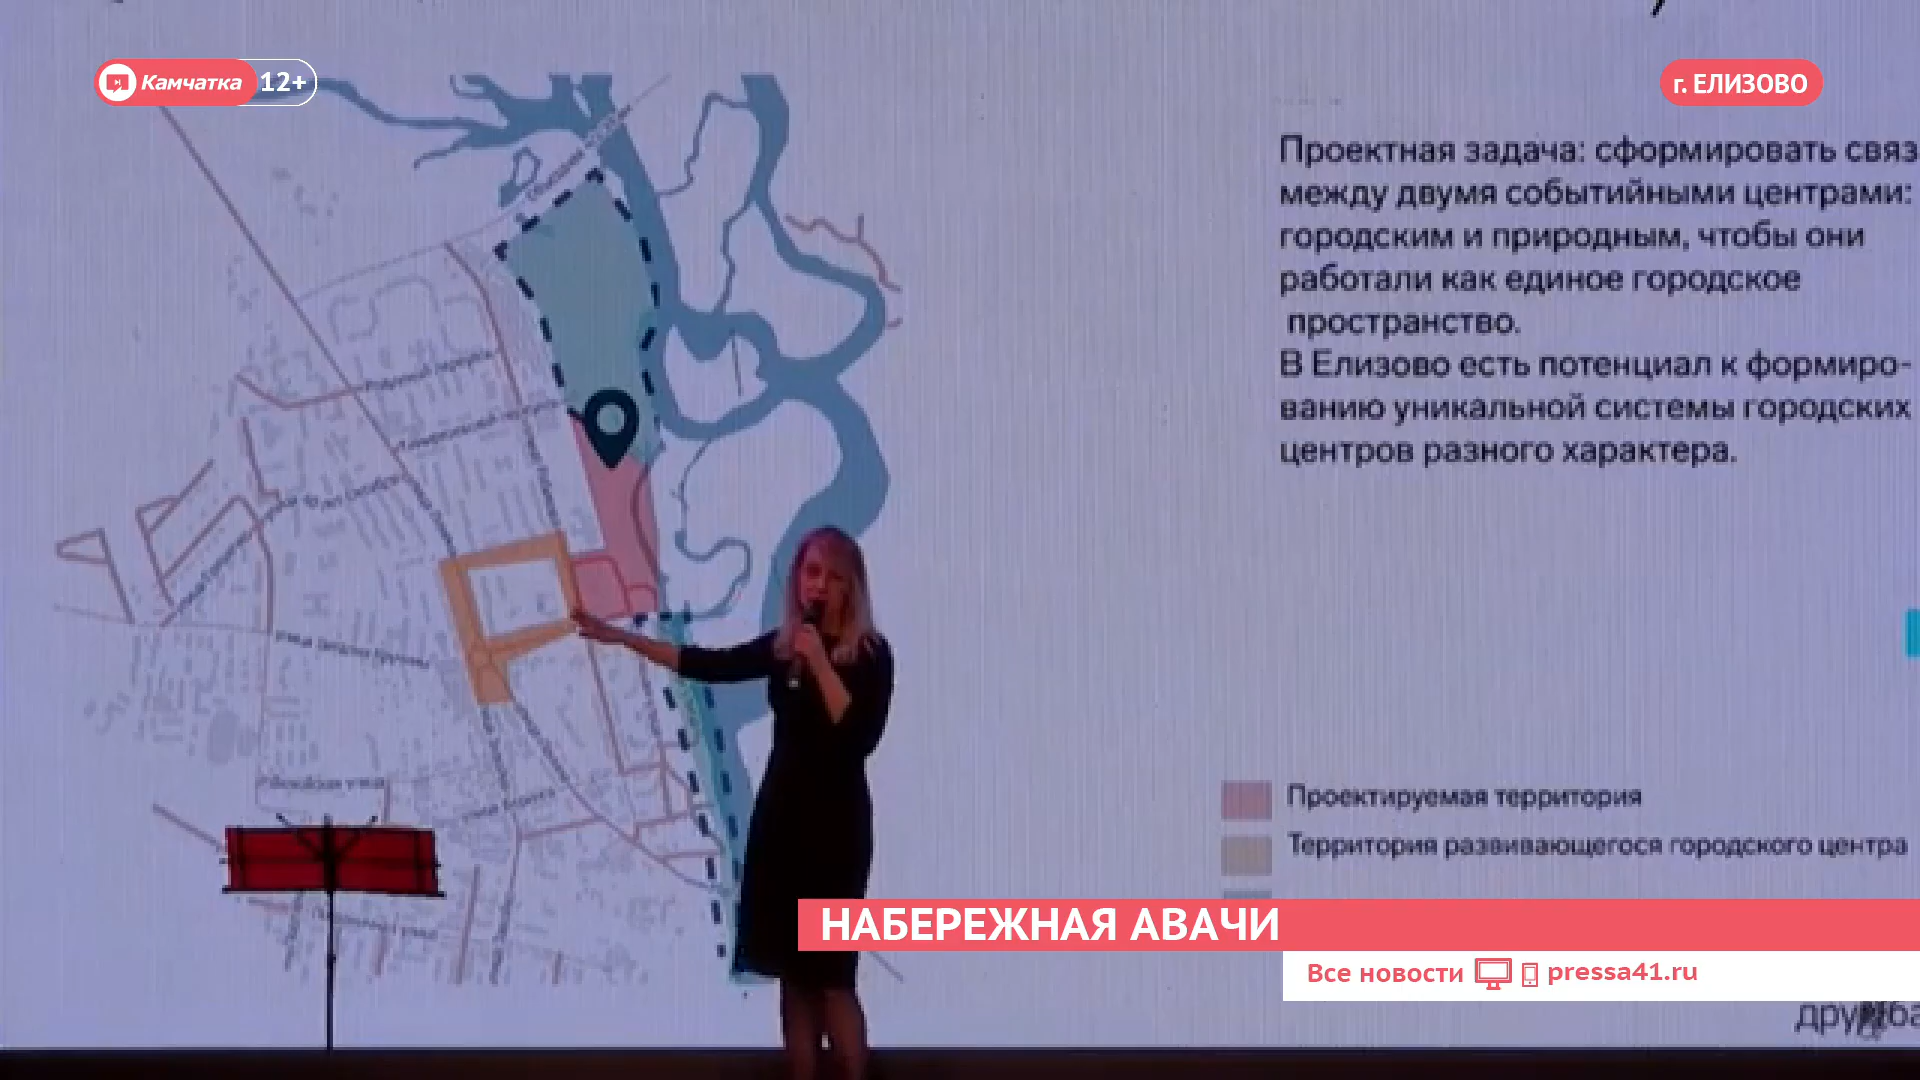 Камчатка 12+
г. ЕЛИЗОВО
Проектная задача: сформировать связ
между двумя событийными центрами:
городским и природным, чтобы они
работали как единое городское
пространство.
В Елизово есть потенциал к формиро-
ванию уникальной системы городских
центров разного характера.
Проектируемая территория
Территория развивающегося городского центра
НАБЕРЕЖНАЯ АВАЧИ
Все новости pressa41.ru